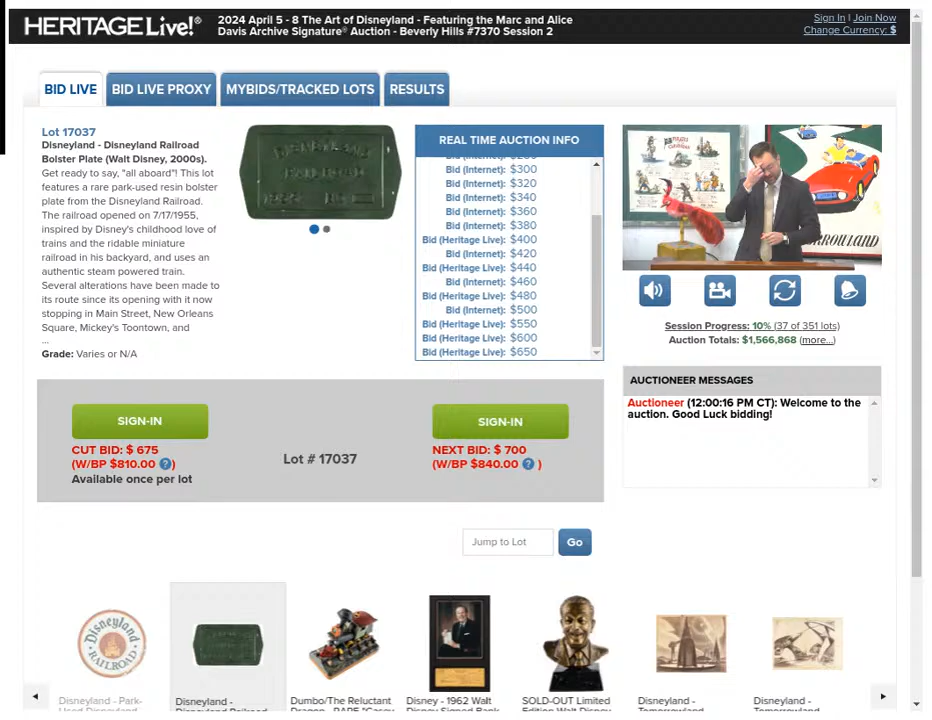 HERITAGE Live!®
2024 April 5 - 8 The Art of Disneyland - Featuring the Marc and Alice
Davis Archive Signature® Auction - Beverly Hills #7370 Session 2
Sign In | Join Now
Change Currency: $
BID LIVE
BID LIVE PROXY
MYBIDS/TRACKED LOTS
RESULTS
Lot 17037
Disneyland - Disneyland Railroad
Bolster Plate (Walt Disney, 2000s).
Get ready to say, "all aboard"! This lot
features a rare park-used resin bolster
plate from the Disneyland Railroad.
The railroad opened on 7/17/1955,
inspired by Disney's childhood love of
trains and the ridable miniature
railroad in his backyard, and uses an
authentic steam powered train.
Several alterations have been made to
its route since its opening with it now
stopping in Main Street, New Orleans
Square, Mickey's Toontown, and
...
Grade: Varies or N/A
DISNEYLAND
RAILROAD
REAL TIME AUCTION INFO
Bid (Internet): $300
Bid (Internet): $320
Bid (Internet): $340
Bid (Internet): $360
Bid (Internet): $380
Bid (Heritage Live): $400
Bid (Internet): $420
Bid (Heritage Live): $440
Bid (Internet): $460
Bid (Heritage Live): $480
Bid (Internet): $500
Bid (Heritage Live): $550
Bid (Heritage Live): $600
Bid (Heritage Live): $650
Session Progress: 10% (37 of 351 lots)
Auction Totals: $1,566,868 (more...)
AUCTIONEER MESSAGES
Auctioneer (12:00:16 PM CT): Welcome to the
auction. Good Luck bidding!
SIGN-IN
CUT BID: $ 675
(W/BP $810.00 ?)
Available once per lot
Lot # 17037
SIGN-IN
NEXT BID: $ 700
(W/BP $840.00 ? )
Jump to Lot
Go
Disneyland
RAILROAD
Disneyland - Park-
Used Disneyland
Disneyland -
Disneyland Railroad
Dumbo/The Reluctant
Dragon - RARE "Casey
Disney - 1962 Walt
Disney Signed Bank
SOLD-OUT Limited
Edition Walt Disney
Disneyland -
Tomorrowland
Disneyland -
Tomorrowland